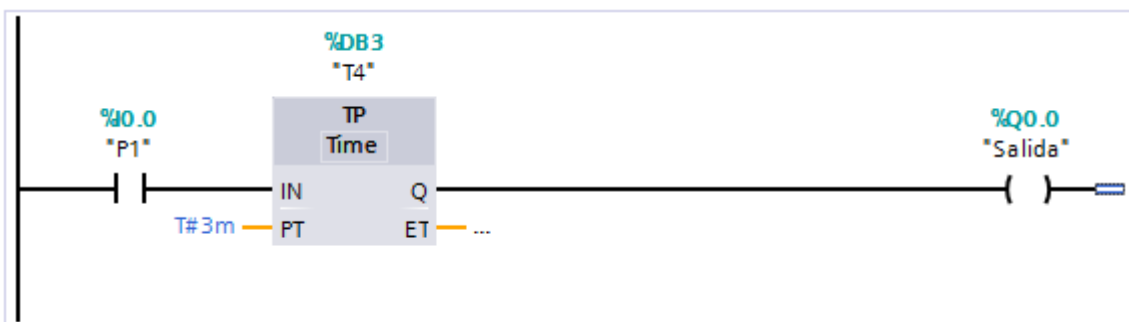 %DB3
"T4"
%I0.0
"P1"
TP
Time
%Q0.0
"Salida"
IN
Q
T#3m
PT
ET
...